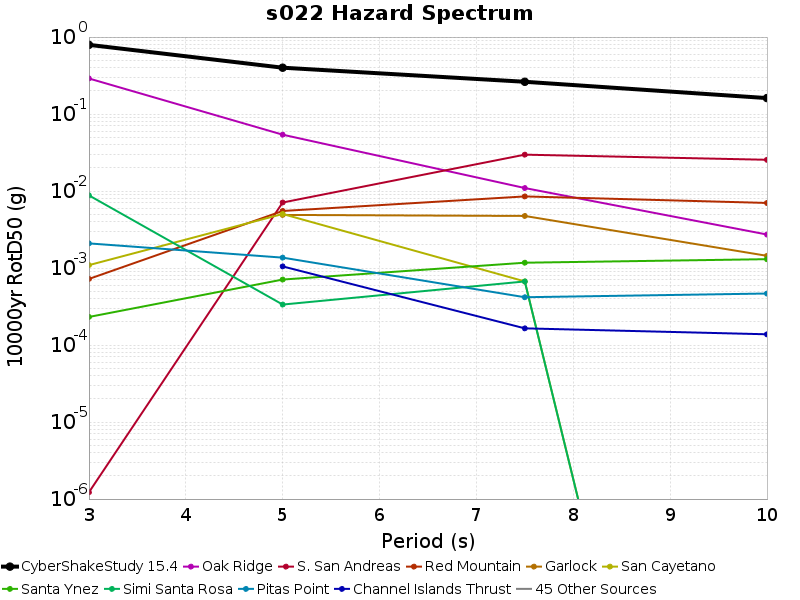 s022 Hazard Spectrum
10000yr RotD50 (g)
10^0
10^-1
10^-2
10^-3
10^-4
10^-5
10^-6
3 4 5 6 7 8 9 10
Period (s)
CyberShakeStudy 15.4 Oak Ridge S. San Andreas Red Mountain Garlock San Cayetano
Santa Ynez Simi Santa Rosa Pitas Point Channel Islands Thrust 45 Other Sources